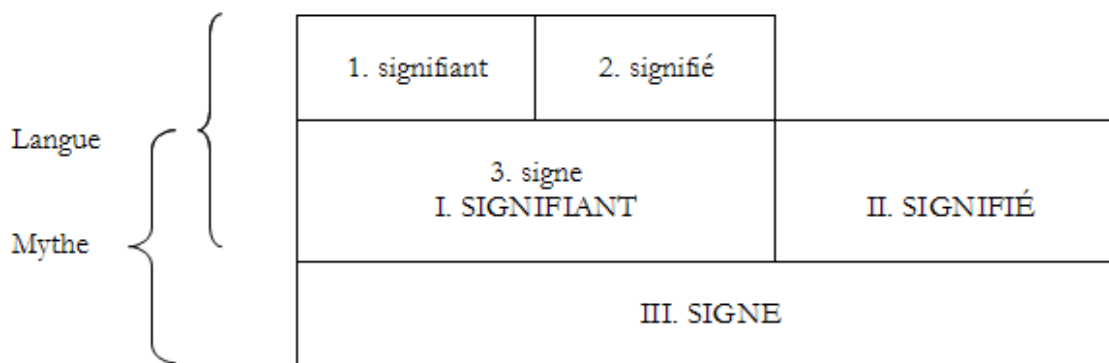 1. signifiant
2. signifié
Langue
3. signe
I. SIGNIFIANT
II. SIGNIFIÉ
Mythe
III. SIGNE